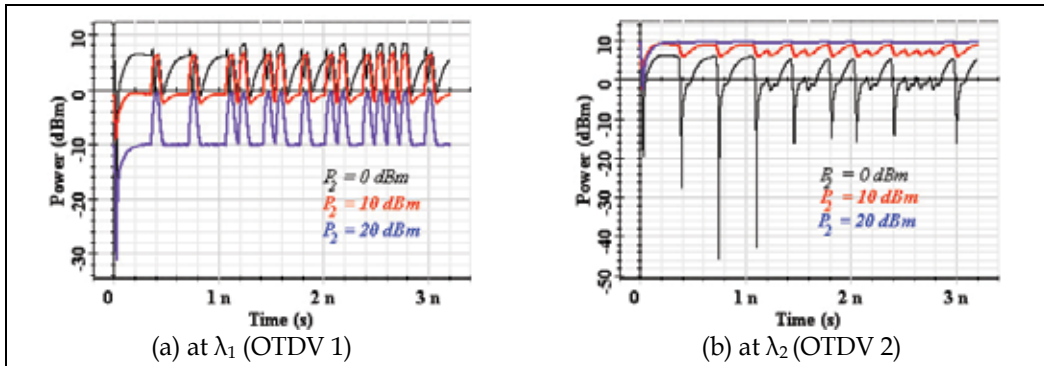 10
0
-10
-20
-30
Power (dBm)
P2 = 0 dBm
P2 = 10 dBm
P2 = 20 dBm
0 1 n 2 n 3 n
Time (s)
(a) at λ1 (OTDV 1)
10
0
-10
-20
-30
-40
-50
Power (dBm)
P2 = 0 dBm
P2 = 10 dBm
P2 = 20 dBm
0 1 n 2 n 3 n
Time (s)
(b) at λ2 (OTDV 2)